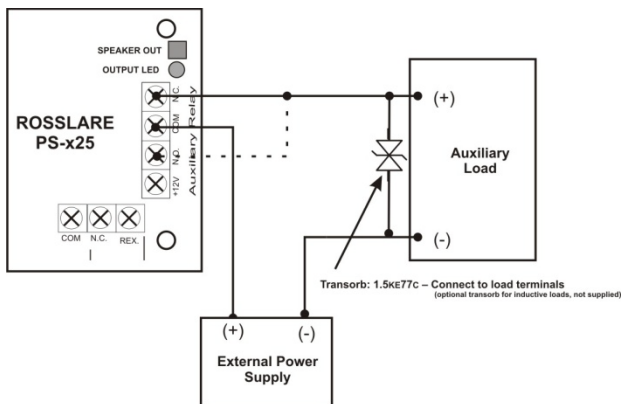 SPEAKER OUT
OUTPUT LED
ROSSLARE
PS-x25
N.C.
COM
N.O.
+12V
Auxiliary Relay
COM N.C. REX.
(+)
Auxiliary
Load
(-)
Transorb: 1.5KE77C – Connect to load terminals
(optional transorb for inductive loads, not supplied)
(+) (-)
External Power
Supply